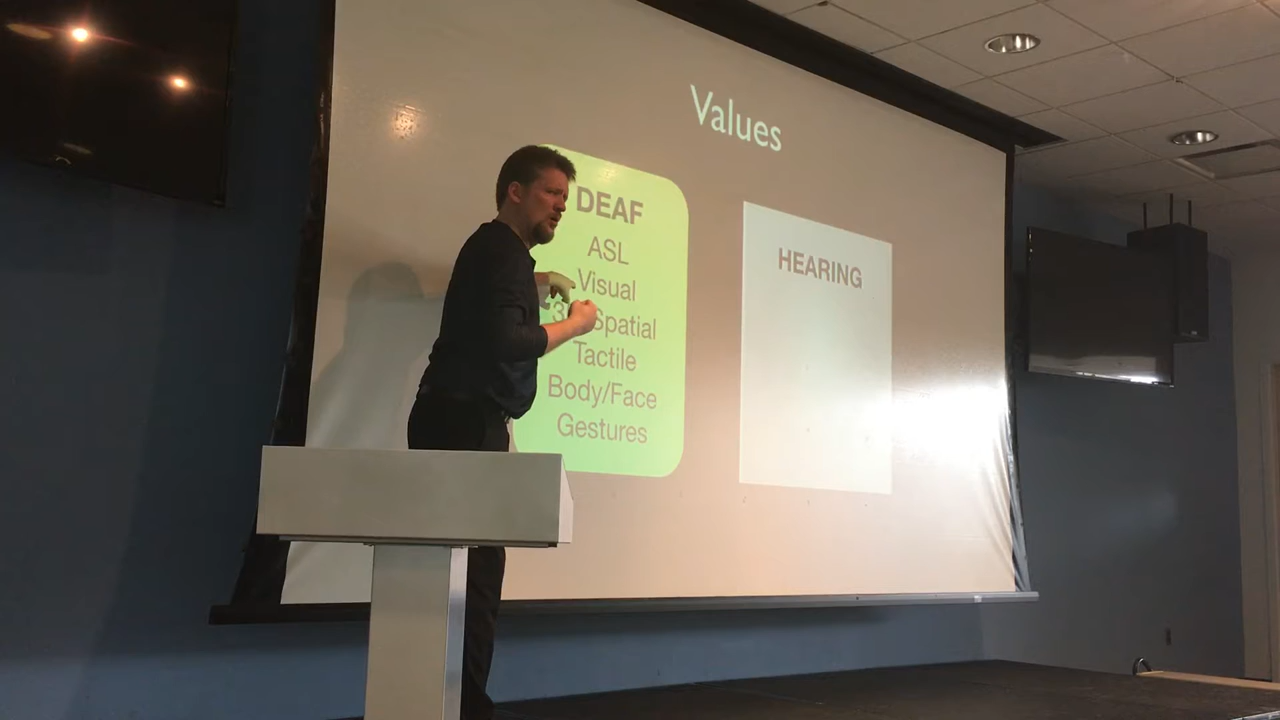 Values
DEAF
ASL
Visual
Spatial
Tactile
Body/Face
Gestures
HEARING